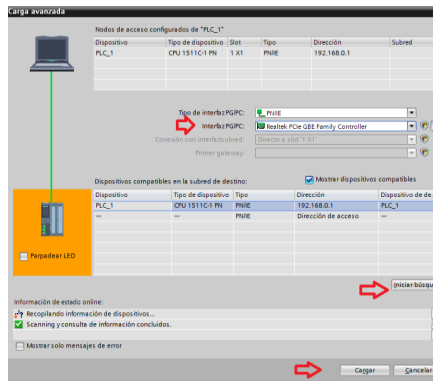 Carga avanzada
Nodos de acceso configurados de "PLC_1"
Dispositivo Tipo de dispositivo Slot Tipo Dirección Subred
PLC_1 CPU 1511C-1 PN 1 X1 PN/IE 192.168.0.1
Tipo de interfaz PG/PC: PN/IE
Interfaz PG/PC: Realtek PCIe GBE Family Controller
Conexión con interfaz/subred: Directo a slot '1 X1'
Primer gateway:
Dispositivos compatibles en la subred de destino: Mostrar dispositivos compatibles
Dispositivo Tipo de dispositivo Tipo Dirección Dispositivo de de.
PLC_1 CPU 1511C-1 PN PN/IE 192.168.0.1 PLC_1
— — PN/IE Dirección de acceso —
Parpadear LED
Iniciar búsqu
Información de estado online:
Recopilando información de dispositivos...
Scanning y consulta de información concluidos.
Mostrar solo mensajes de error
Cargar Cancelar